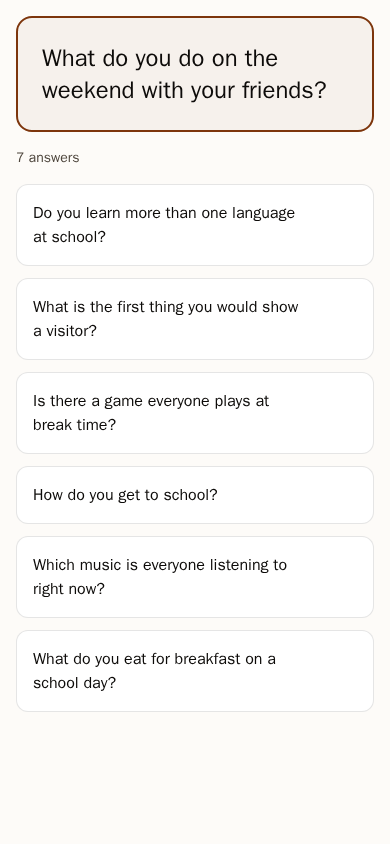 What do you do on the
weekend with your friends?
7 answers
Do you learn more than one language
at school?
What is the first thing you would show
a visitor?
Is there a game everyone plays at
break time?
How do you get to school?
Which music is everyone listening to
right now?
What do you eat for breakfast on a
school day?